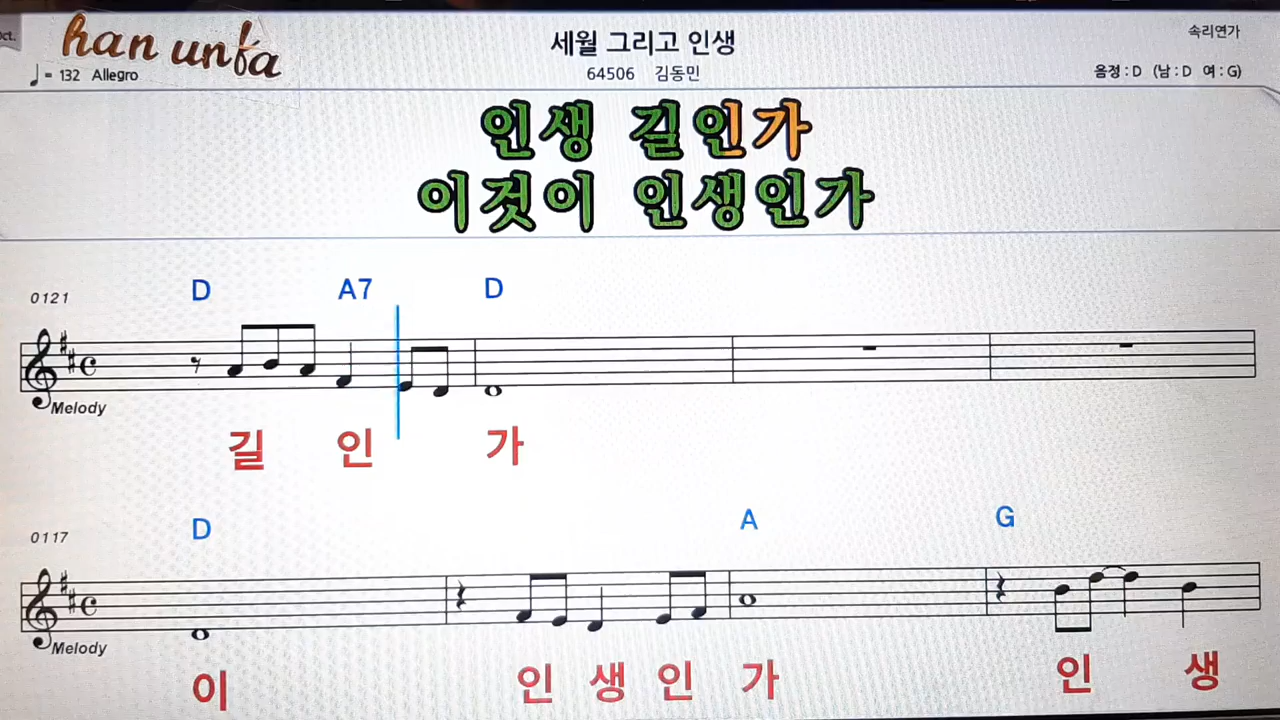 Oct.
han unfa
세월 그리고 인생
속리연가
♩= 132 Allegro
64506 김동민
음정 : D (남 : D 여 : G)
인생 길인가
이것이 인생인가
0121
D A7 D
Melody
길 인 가
0117
D A G
Melody
이 인 생 인 가 인 생